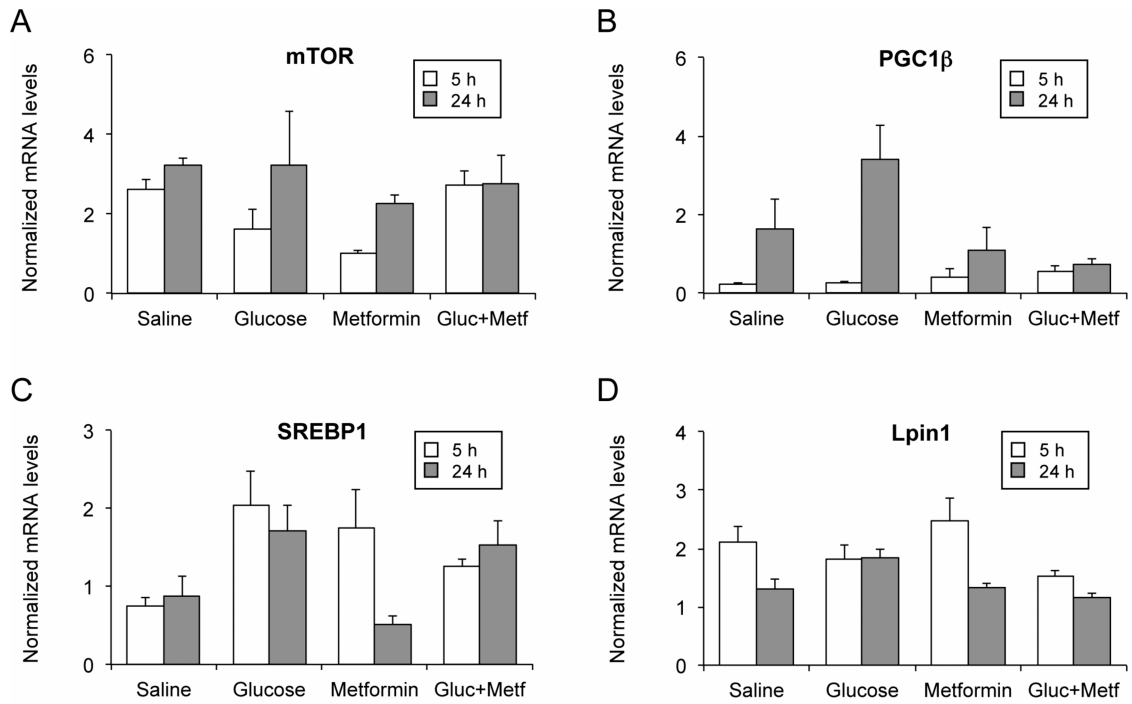 A
mTOR
5 h
24 h
Normalized mRNA levels
6
4
2
0
Saline Glucose Metformin Gluc+Metf
B
PGC1β
5 h
24 h
Normalized mRNA levels
6
4
2
0
Saline Glucose Metformin Gluc+Metf
C
SREBP1
5 h
24 h
Normalized mRNA levels
3
2
1
0
Saline Glucose Metformin Gluc+Metf
D
Lpin1
5 h
24 h
Normalized mRNA levels
4
3
2
1
0
Saline Glucose Metformin Gluc+Metf